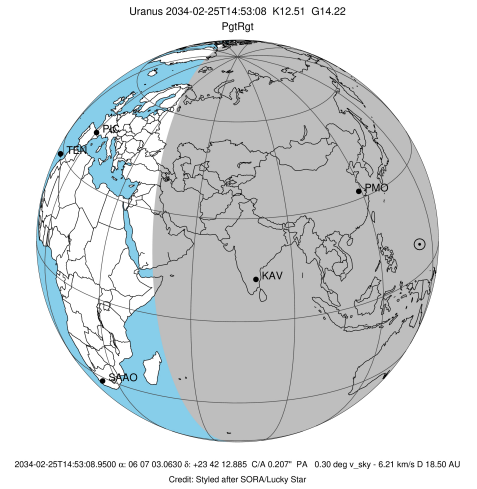 Uranus 2034-02-25T14:53:08 K12.51 G14.22
PgtRgt
PIC
TEN
PMO
KAV
SAAO
2034-02-25T14:53:08.9500 α: 06 07 03.0630 δ: +23 42 12.885 C/A 0.207" PA 0.30 deg v_sky - 6.21 km/s D 18.50 AU
Credit: Styled after SORA/Lucky Star